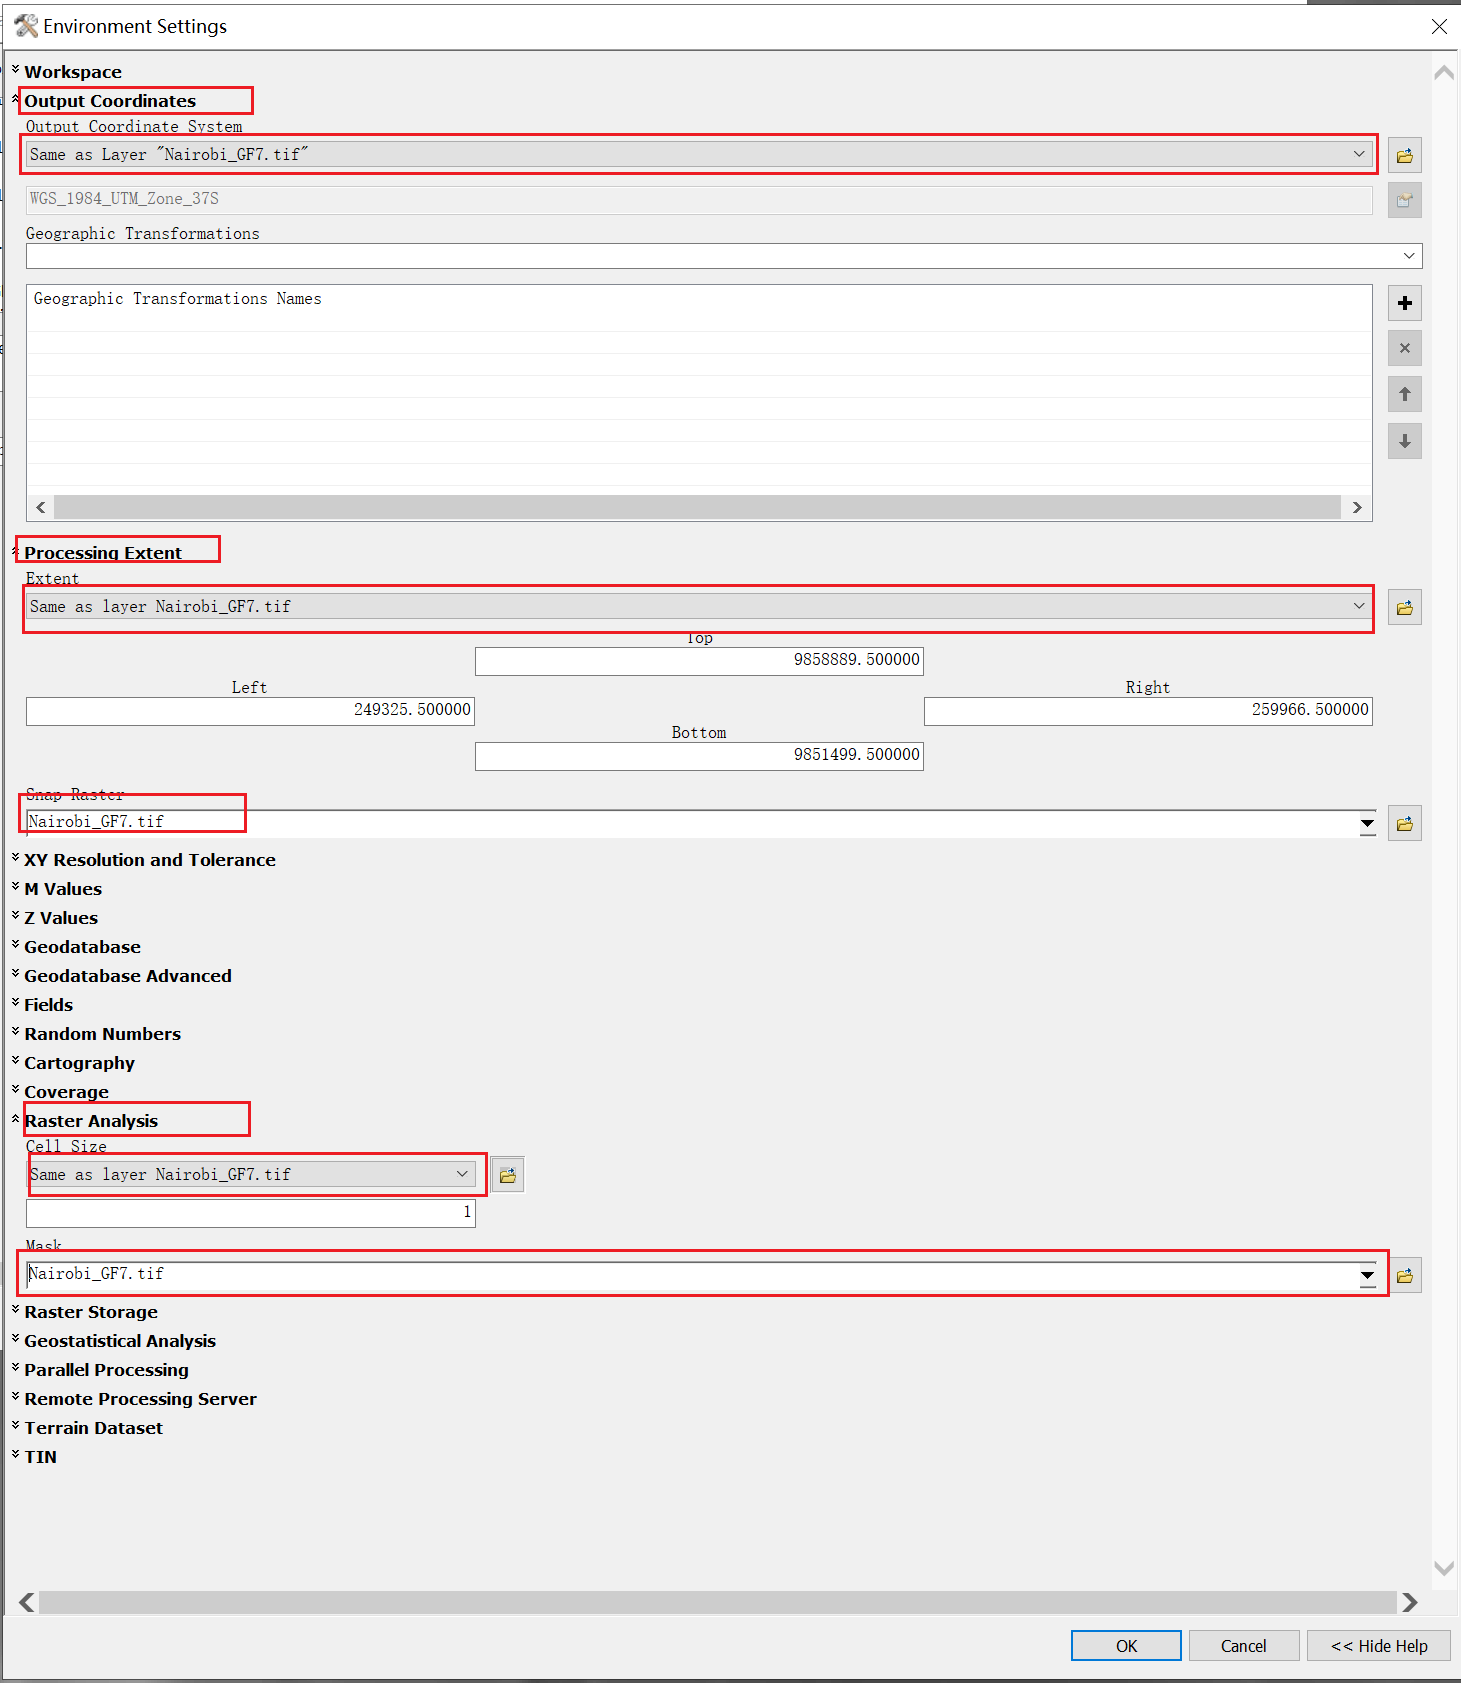 Environment Settings
Workspace
Output Coordinates
Output Coordinate System
Same as Layer "Nairobi_GF7.tif"
WGS_1984_UTM_Zone_37S
Geographic Transformations
Geographic Transformations Names
Processing Extent
Extent
Same as layer Nairobi_GF7.tif
Top
9858889.500000
Left
Right
249325.500000
259966.500000
Bottom
9851499.500000
Snap Raster
Nairobi_GF7.tif
XY Resolution and Tolerance
M Values
Z Values
Geodatabase
Geodatabase Advanced
Fields
Random Numbers
Cartography
Coverage
Raster Analysis
Cell Size
Same as layer Nairobi_GF7.tif
1
Mask
Nairobi_GF7.tif
Raster Storage
Geostatistical Analysis
Parallel Processing
Remote Processing Server
Terrain Dataset
TIN
OK
Cancel
<< Hide Help